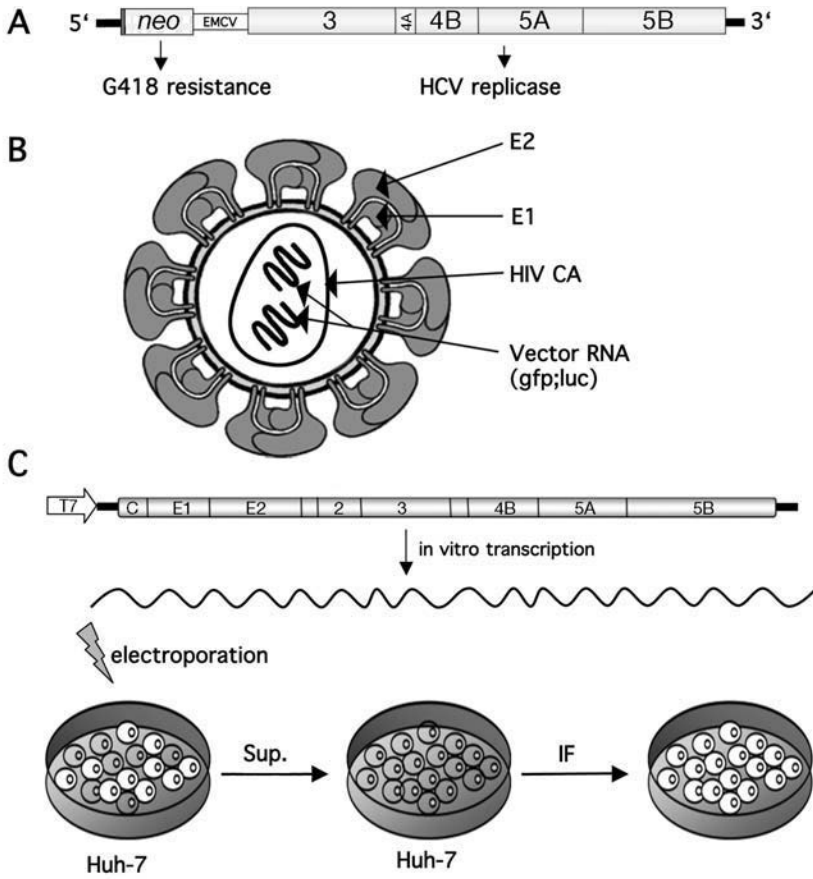 A 5‘ neo EMCV 3 4A 4B 5A 5B 3‘
G418 resistance HCV replicase
B
E2
E1
HIV CA
Vector RNA
(gfp;luc)
C
T7 C E1 E2 2 3 4B 5A 5B
in vitro transcription
electroporation
Sup. IF
Huh-7 Huh-7